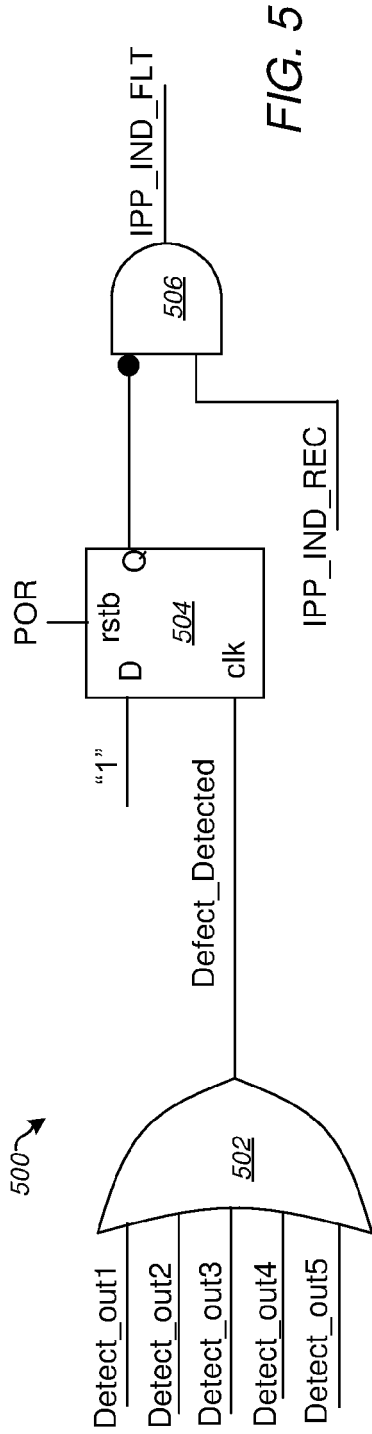 500
Detect_out1
Detect_out2
Detect_out3
Detect_out4
Detect_out5
502
Defect_Detected
"1"
POR
rstb
D
Q
504
clk
506
IPP_IND_REC
IPP_IND_FLT
FIG. 5